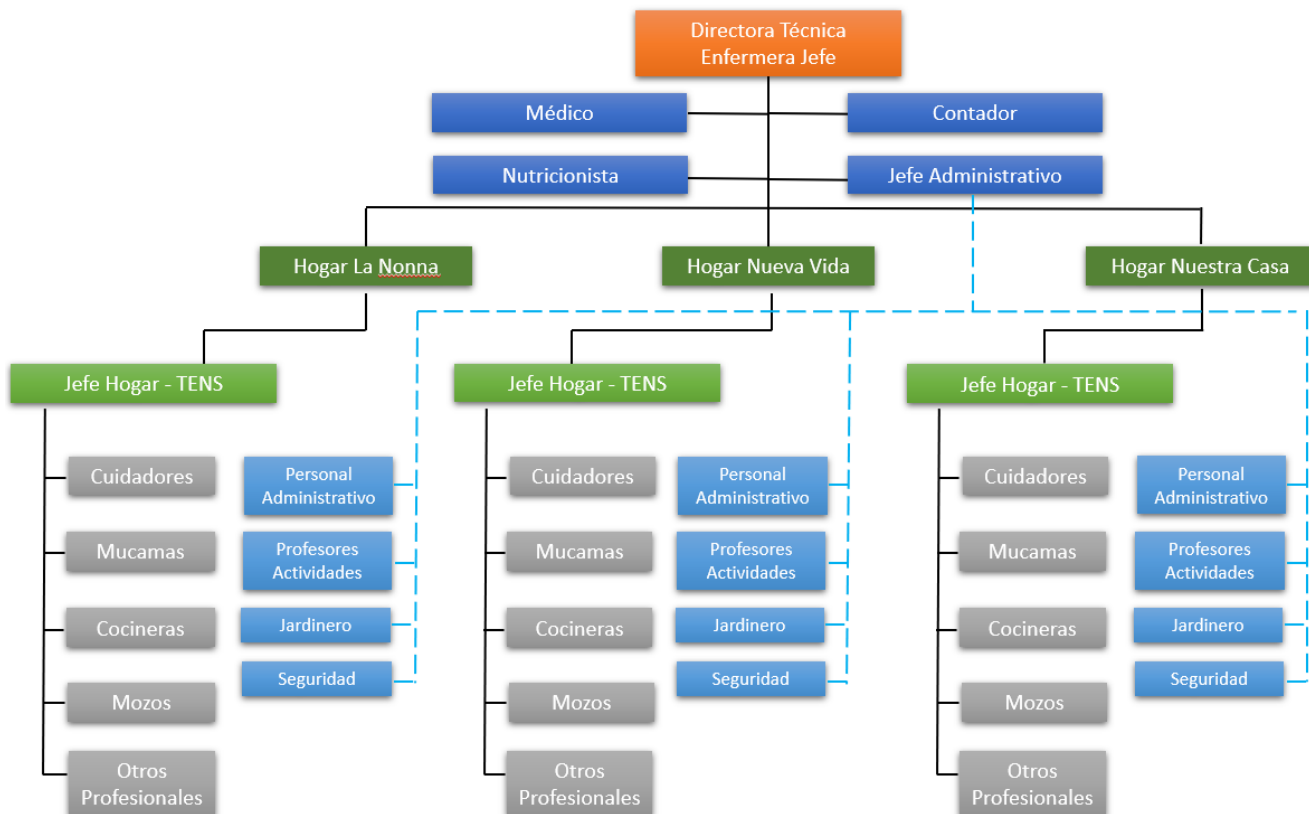 Directora Técnica
Enfermera Jefe
Médico
Contador
Nutricionista
Jefe Administrativo
Hogar La Nonna
Hogar Nueva Vida
Hogar Nuestra Casa
Jefe Hogar - TENS
Jefe Hogar - TENS
Jefe Hogar - TENS
Cuidadores
Personal
Administrativo
Mucamas
Profesores
Actividades
Cocineras
Jardinero
Seguridad
Mozos
Otros
Profesionales
Cuidadores
Personal
Administrativo
Mucamas
Profesores
Actividades
Cocineras
Jardinero
Seguridad
Mozos
Otros
Profesionales
Cuidadores
Personal
Administrativo
Mucamas
Profesores
Actividades
Cocineras
Jardinero
Seguridad
Mozos
Otros
Profesionales